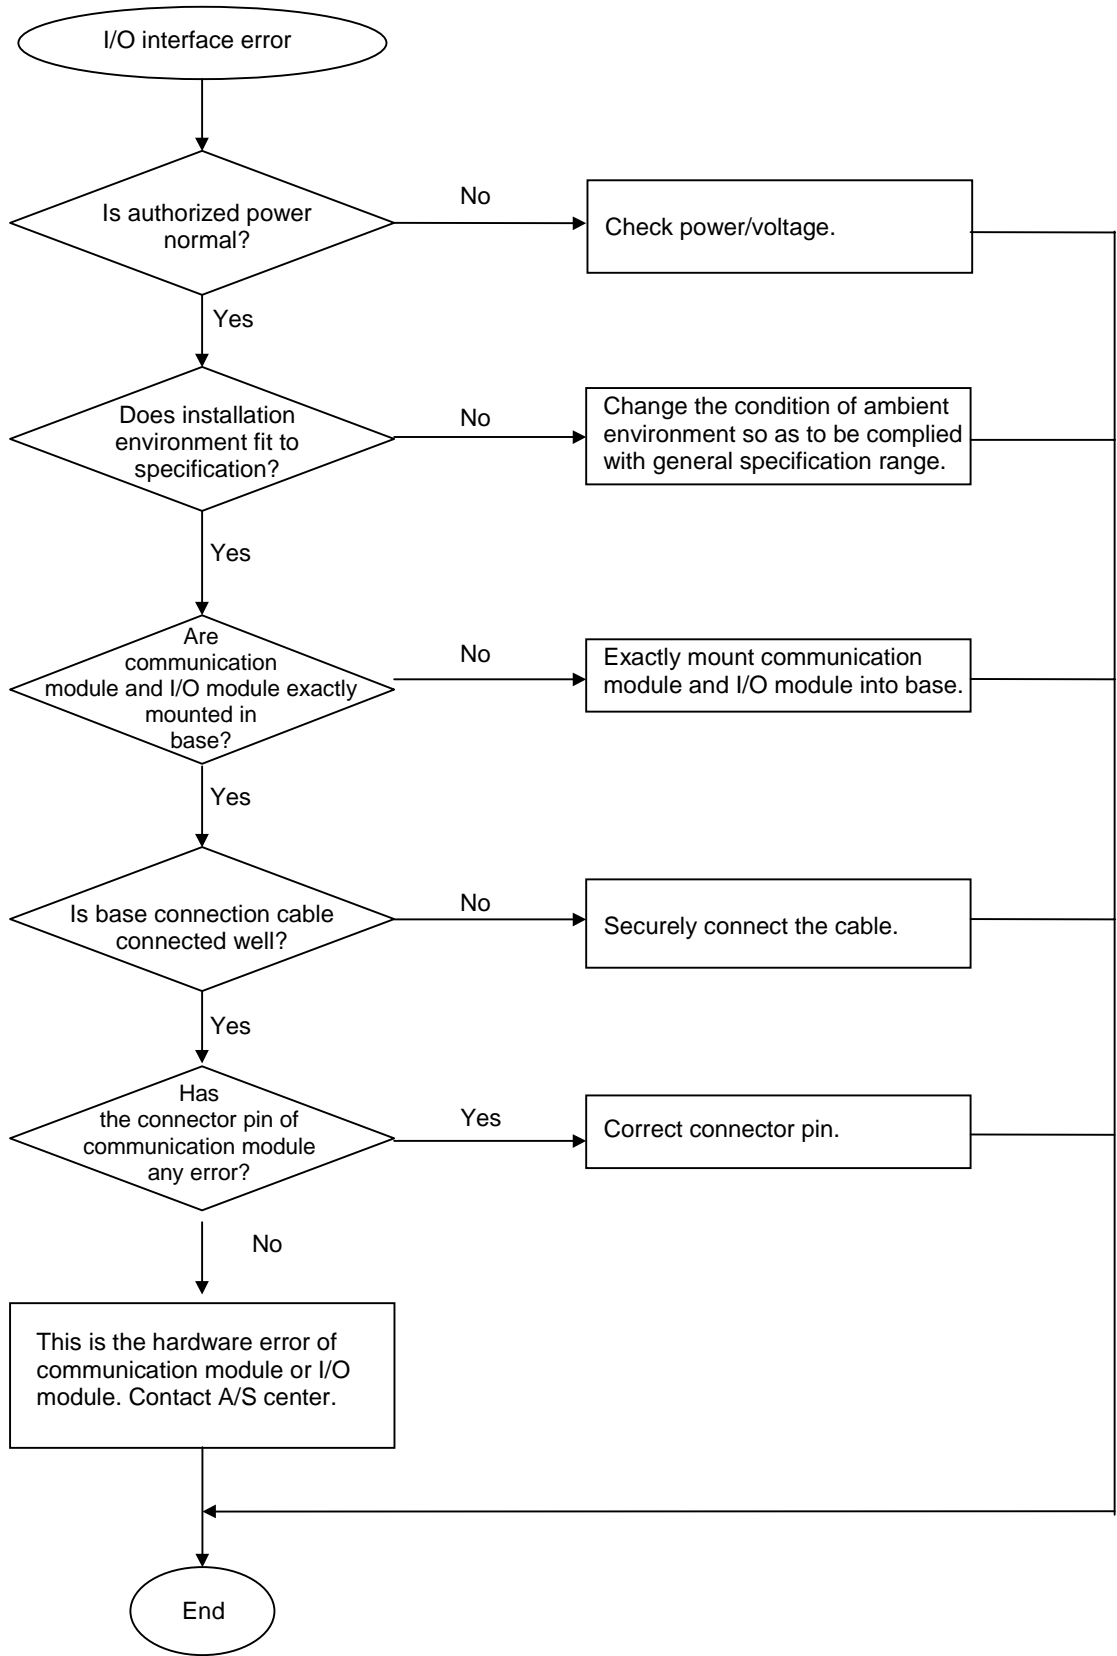 I/O interface error
Is authorized power
normal?
No
Check power/voltage.
Yes
Does installation
environment fit to
specification?
No
Change the condition of ambient
environment so as to be complied
with general specification range.
Yes
Are
communication
module and I/O module exactly
mounted in
base?
No
Exactly mount communication
module and I/O module into base.
Yes
Is base connection cable
connected well?
No
Securely connect the cable.
Yes
Has
the connector pin of
communication module
any error?
Yes
Correct connector pin.
No
This is the hardware error of
communication module or I/O
module. Contact A/S center.
End